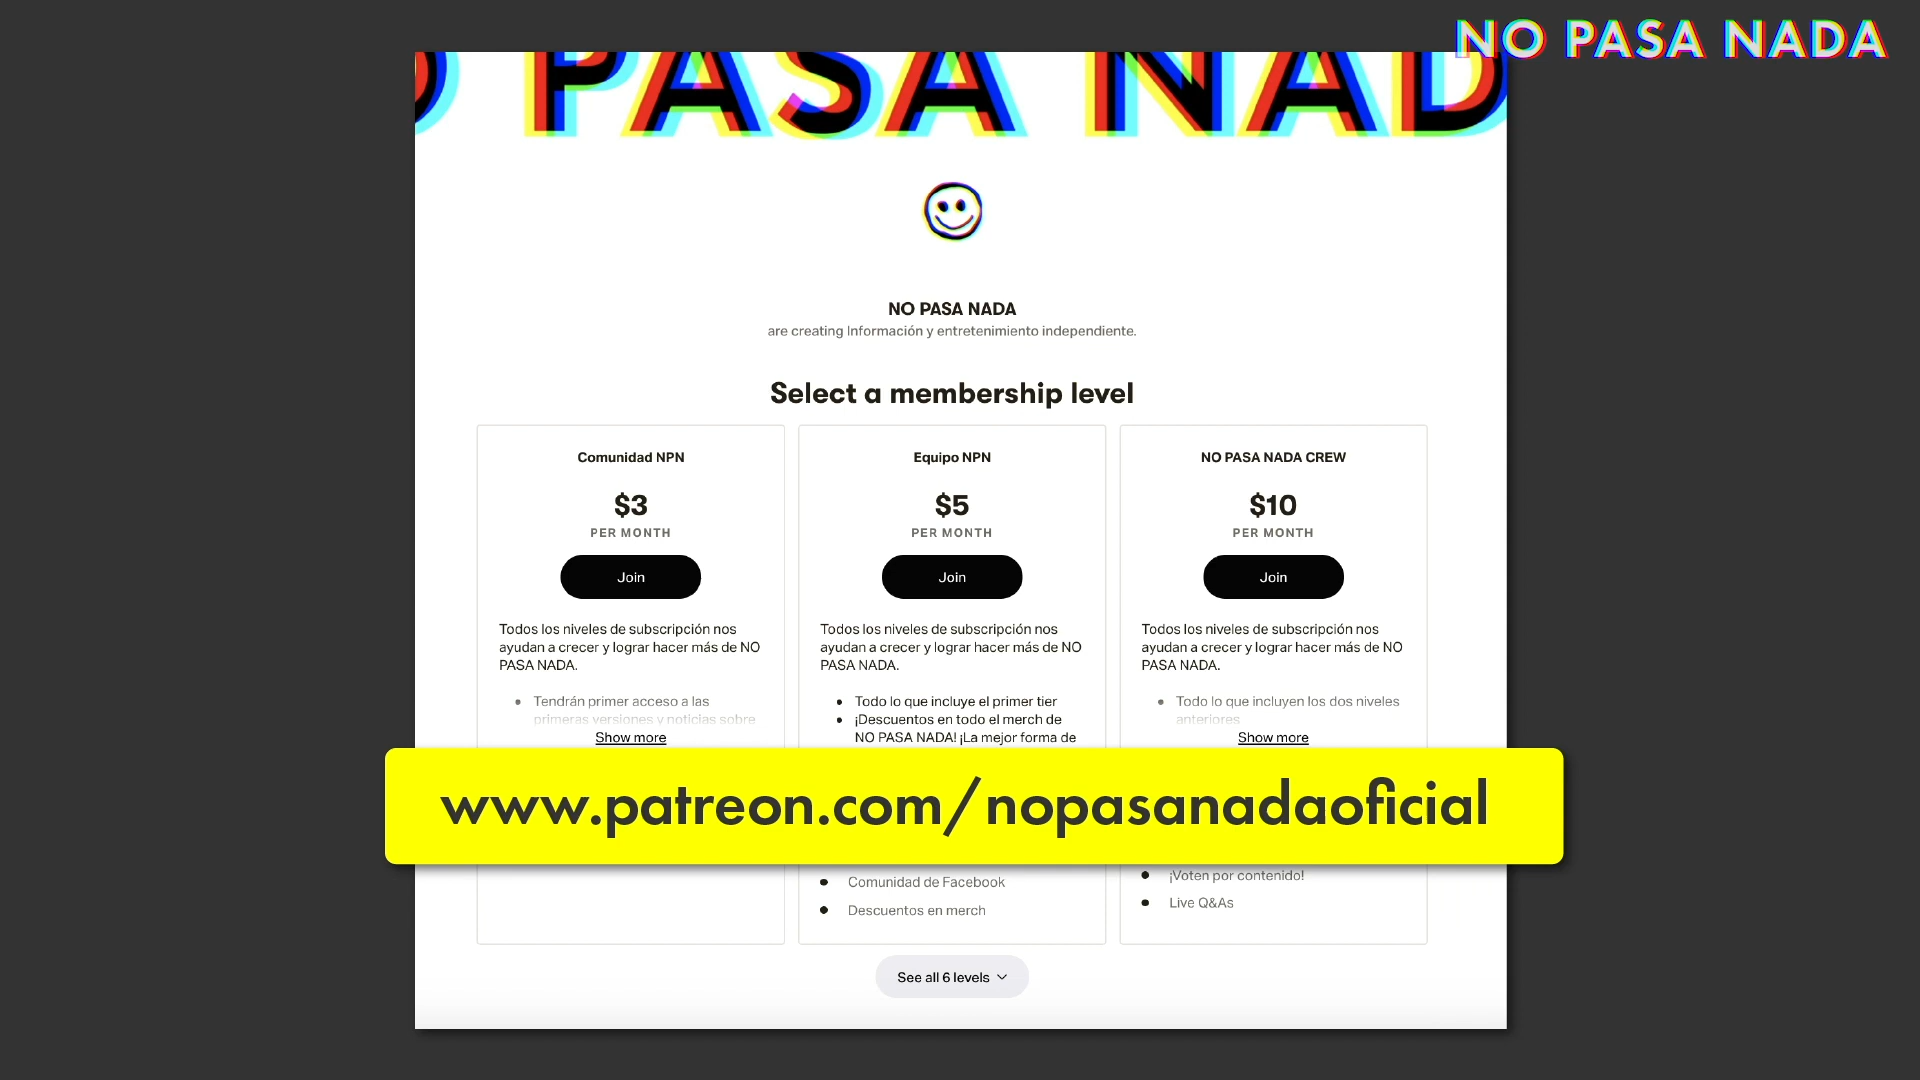 NO PASA NADA
O PASA NAD
NO PASA NADA
are creating Información y entretenimiento independiente.
Select a membership level
Comunidad NPN
$3
PER MONTH
Join
Todos los niveles de subscripción nos
ayudan a crecer y lograr hacer más de NO
PASA NADA.
• Tendrán primer acceso a las
primeras versiones y noticias sobre
Show more
Equipo NPN
$5
PER MONTH
Join
Todos los niveles de subscripción nos
ayudan a crecer y lograr hacer más de NO
PASA NADA.
• Todo lo que incluye el primer tier
• ¡Descuentos en todo el merch de
NO PASA NADA! ¡La mejor forma de
NO PASA NADA CREW
$10
PER MONTH
Join
Todos los niveles de subscripción nos
ayudan a crecer y lograr hacer más de NO
PASA NADA.
• Todo lo que incluyen los dos niveles
anteriores
Show more
www.patreon.com/nopasanadaoficial
• Comunidad de Facebook
• Descuentos en merch
• ¡Voten por contenido!
• Live Q&As
See all 6 levels